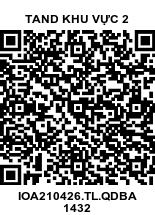 TAND KHU VỰC 2
IOA210426.TL.QDBA
1432